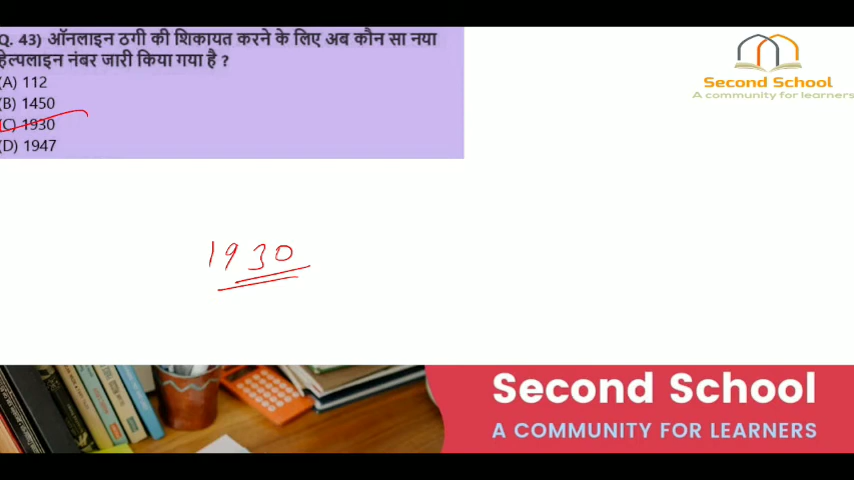 Q. 43) ऑनलाइन ठगी की शिकायत करने के लिए अब कौन सा नया
हेल्पलाइन नंबर जारी किया गया है ?
(A) 112
(B) 1450
(C) 1930
(D) 1947
Second School
A community for learners
1930
Second School
A COMMUNITY FOR LEARNERS